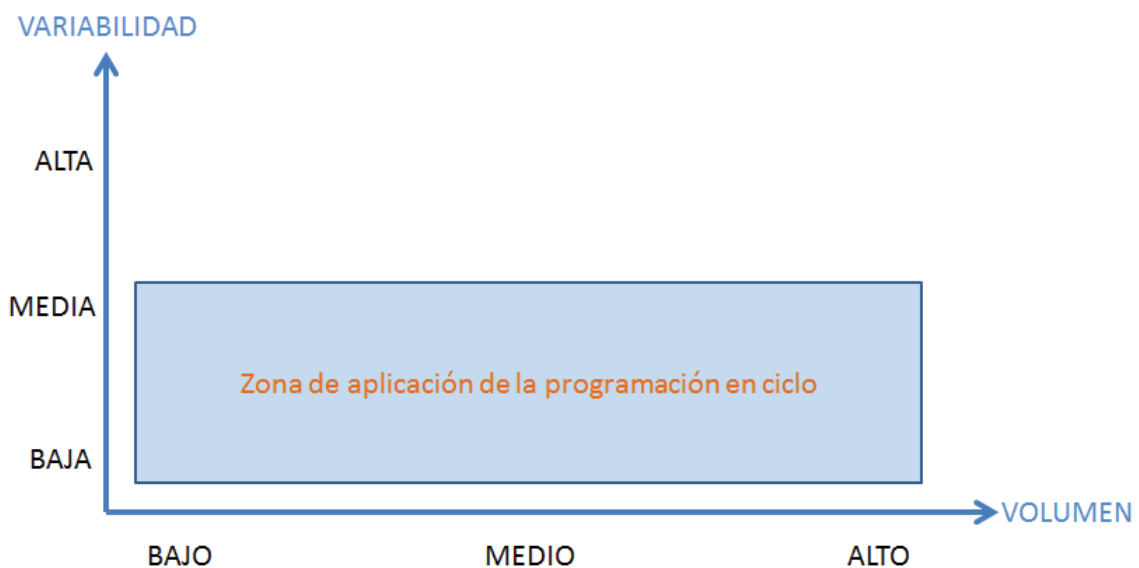 VARIABILIDAD
ALTA
MEDIA
Zona de aplicación de la programación en ciclo
BAJA
VOLUMEN
BAJO
MEDIO
ALTO